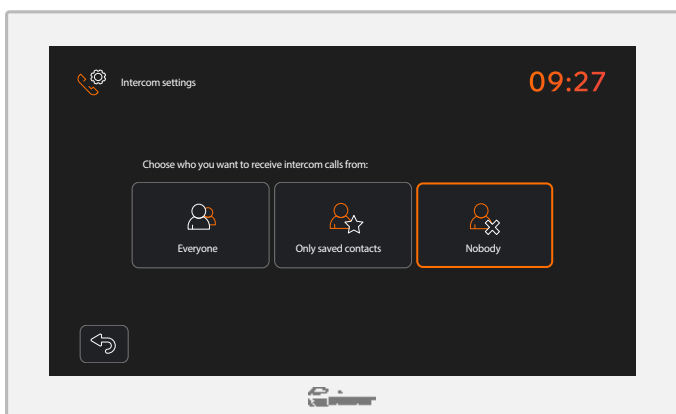 Intercom settings
09:27
Choose who you want to receive intercom calls from:
Everyone
Only saved contacts
Nobody